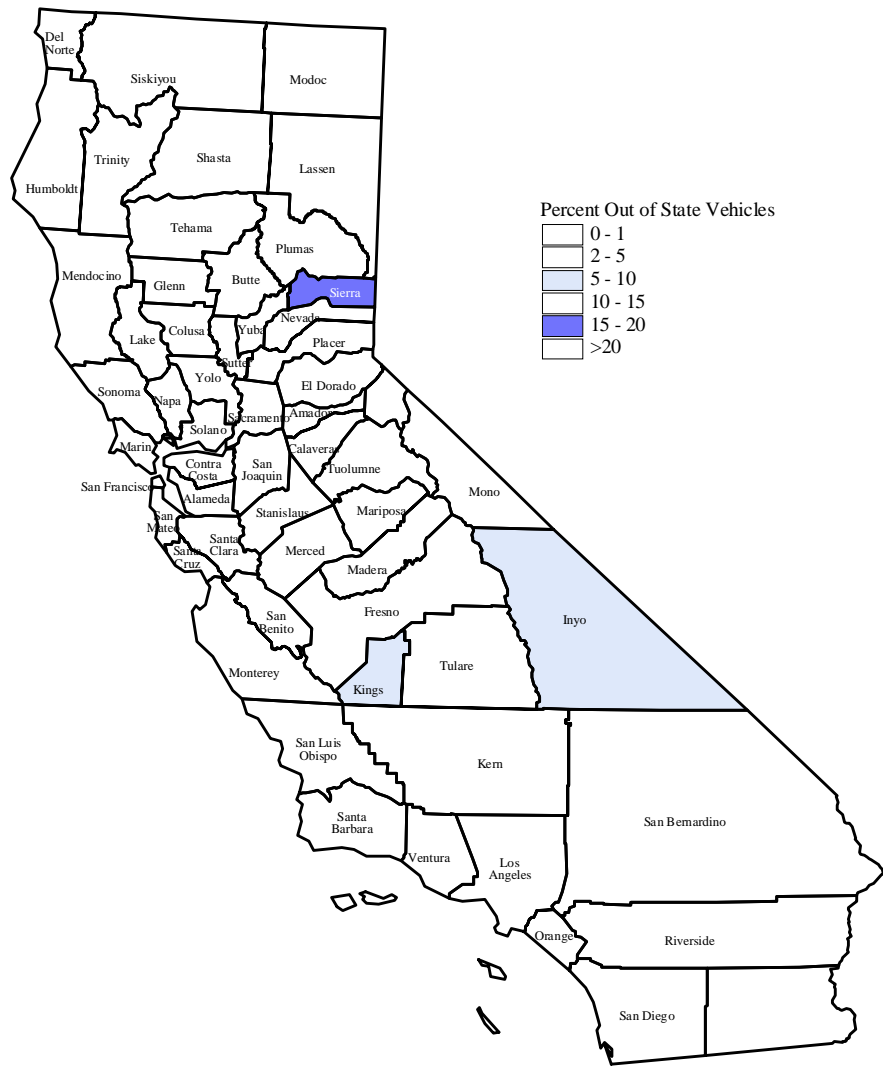 Del
Norte
Siskiyou
Modoc
Trinity
Shasta
Lassen
Humboldt
Percent Out of State Vehicles
0 - 1
2 - 5
5 - 10
10 - 15
15 - 20
>20
Tehama
Plumas
Mendocino
Glenn
Butte
Sierra
Nevada
Colusa
Yuba
Lake
Placer
Sutter
Yolo
El Dorado
Sonoma
Napa
Amador
Sacramento
Solano
Marin
Calaveras
Contra
Costa
San
Joaquin
Tuolumne
San Francisco
Mono
Alameda
Stanislaus
Mariposa
San
Mateo
Santa
Clara
Santa
Cruz
Merced
Madera
Fresno
San
Benito
Inyo
Tulare
Monterey
Kings
San Luis
Obispo
Kern
Santa
Barbara
San Bernardino
Ventura
Los
Angeles
Orange
Riverside
San Diego